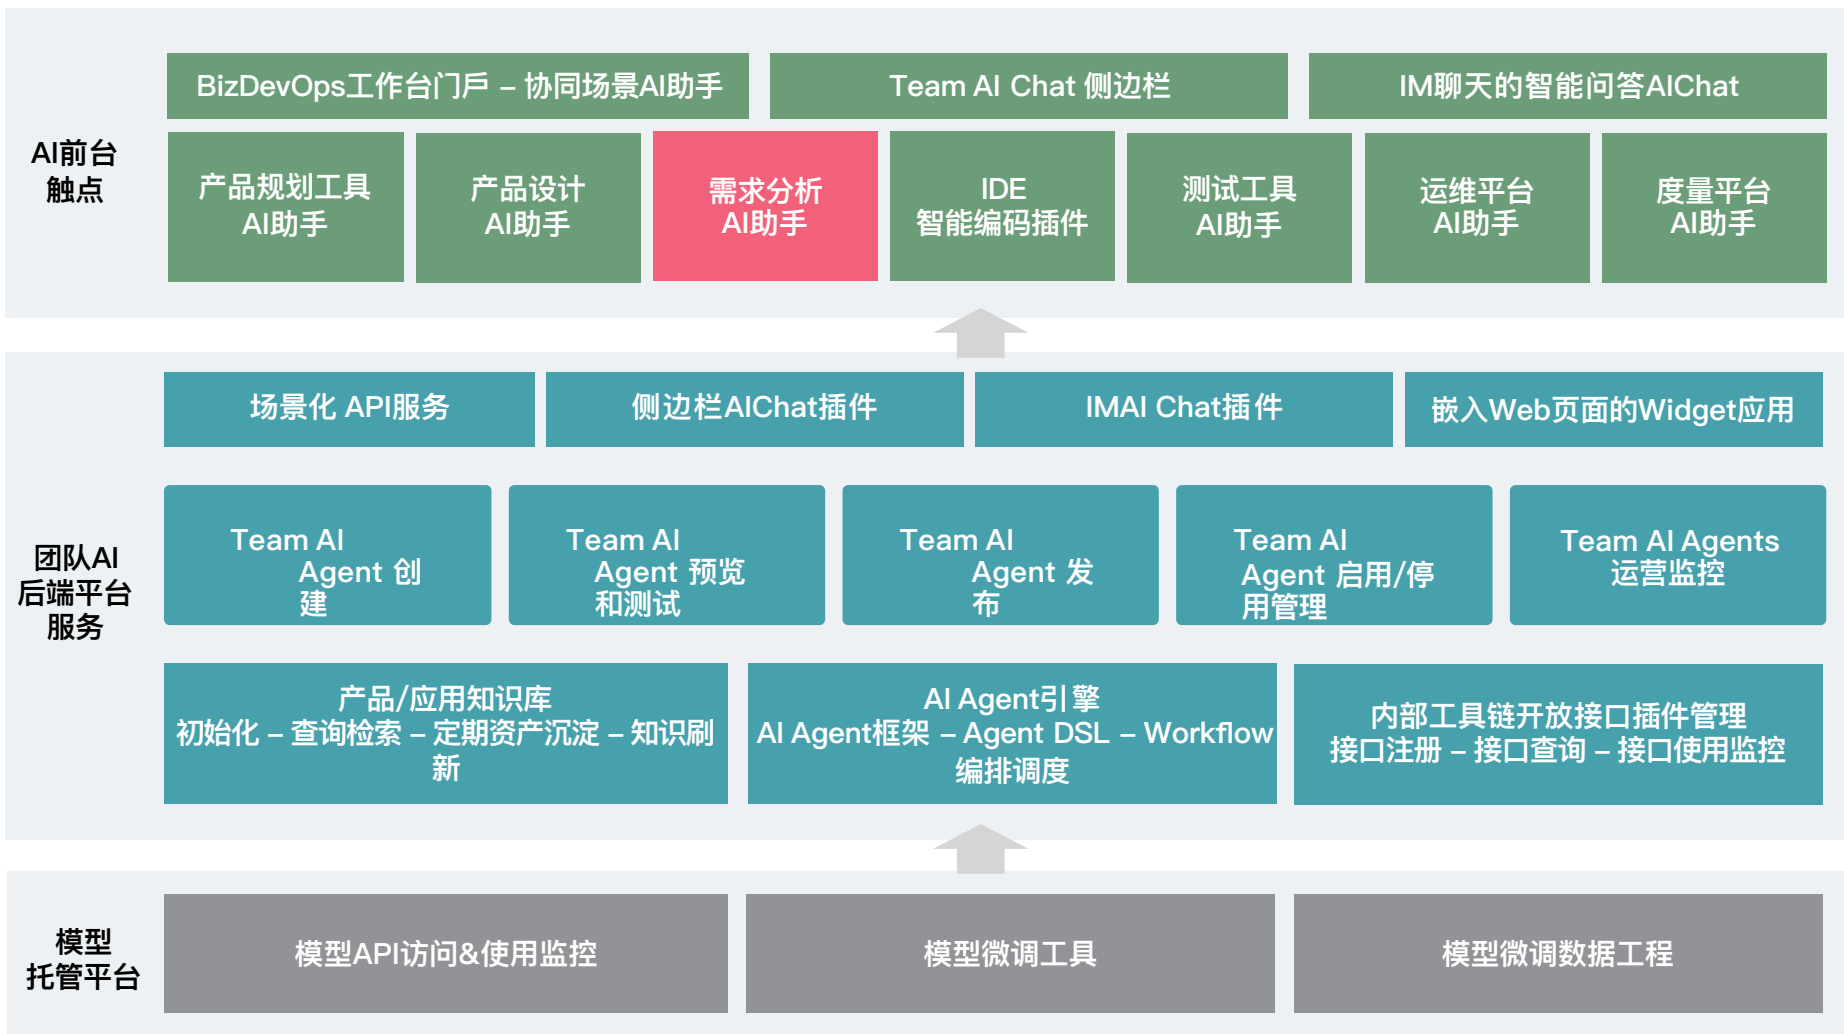 BizDevOps工作台门戶 – 协同场景AI助手
Team AI Chat 侧边栏
IM聊天的智能问答AIChat
AI前台
触点
产品规划工具
AI助手
产品设计
AI助手
需求分析
AI助手
IDE
智能编码插件
测试工具
AI助手
运维平台
AI助手
度量平台
AI助手
场景化 API服务
侧边栏AIChat插件
IMAI Chat插件
嵌入Web页面的Widget应用
团队AI
后端平台
服务
Team AI
Agent 创
建
Team AI
Agent 预览
和测试
Team AI
Agent 发
布
Team AI
Agent 启用/停
用管理
Team AI Agents
运营监控
产品/应用知识库
初始化 – 查询检索 – 定期资产沉淀 – 知识刷
新
AI Agent引擎
AI Agent框架 – Agent DSL – Workflow
编排调度
内部工具链开放接口插件管理
接口注册 – 接口查询 – 接口使用监控
模型
托管平台
模型API访问&使用监控
模型微调工具
模型微调数据工程